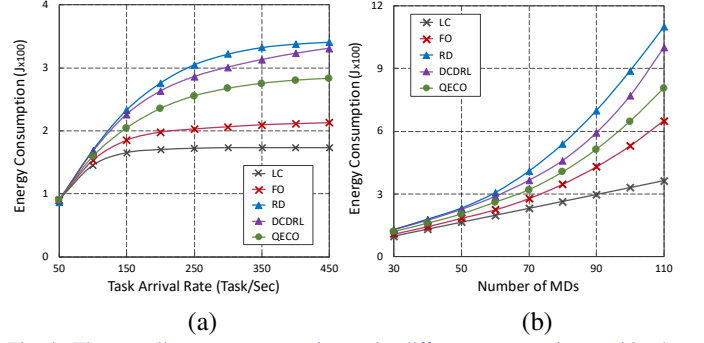 Energy Consumption (Jx100)
4
3
2
1
0
50
150
250
350
450
Task Arrival Rate (Task/Sec)
LC
FO
RD
DCDRL
QECO
(a)
Energy Consumption (Jx100)
12
9
6
3
0
30
50
70
90
110
Number of MDs
LC
FO
RD
DCDRL
QECO
(b)